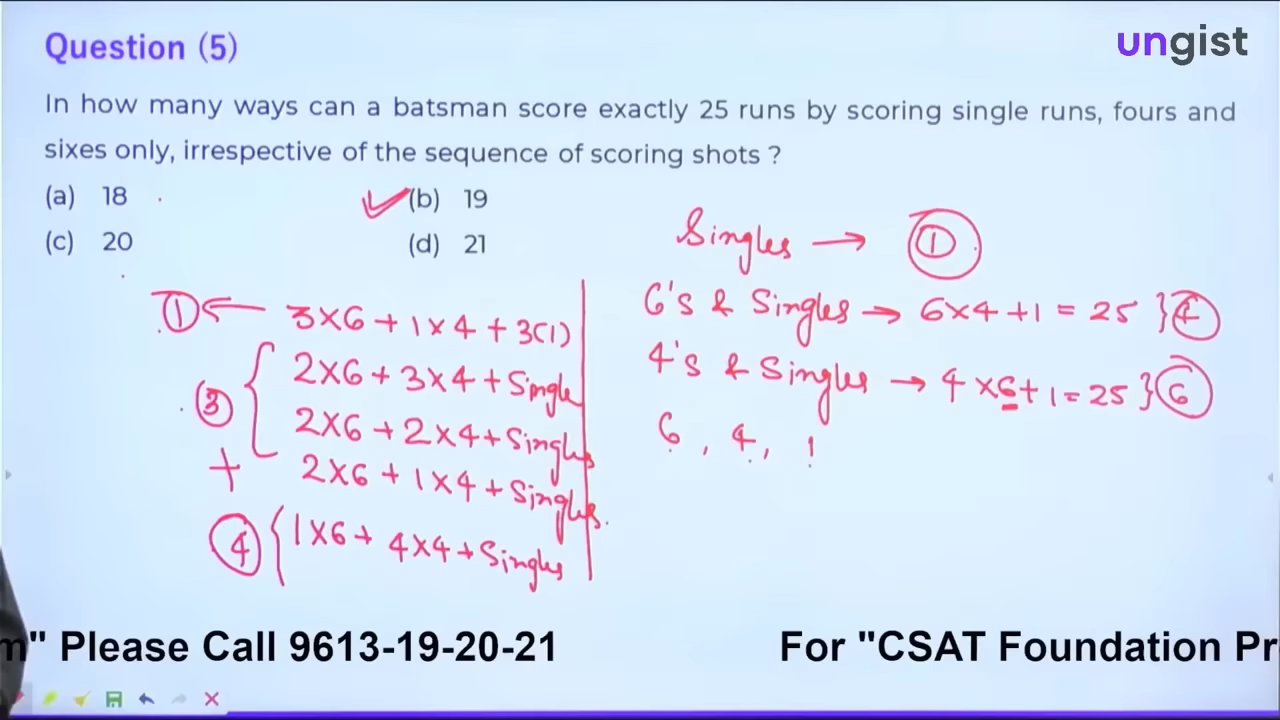 Question (5)
ungist
In how many ways can a batsman score exactly 25 runs by scoring single runs, fours and
sixes only, irrespective of the sequence of scoring shots ?
(a) 18
(b) 19
(c) 20
(d) 21
Singles → ①
6's & Singles → 6×4+1 = 25 } ④
4's & Singles → 4×6+1=25 } ⑥
6, 4, 1
① ← 3×6+1×4+3(1)
③ { 2×6+3×4+Single
2×6+2×4+Singles
+ 2×6+1×4+Singles.
④ { 1×6+ 4×4+Singles
m" Please Call 9613-19-20-21
For "CSAT Foundation Pr